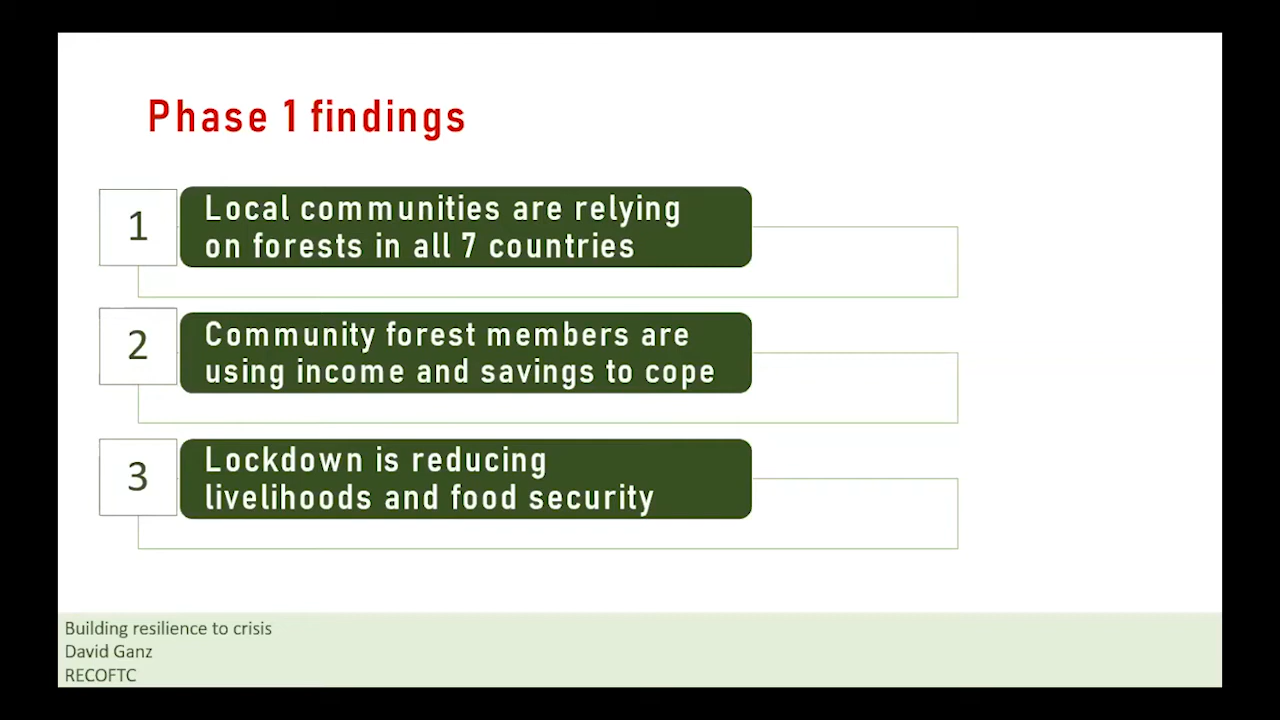 Phase 1 findings
1
Local communities are relying
on forests in all 7 countries
2
Community forest members are
using income and savings to cope
3
Lockdown is reducing
livelihoods and food security
Building resilience to crisis
David Ganz
RECOFTC